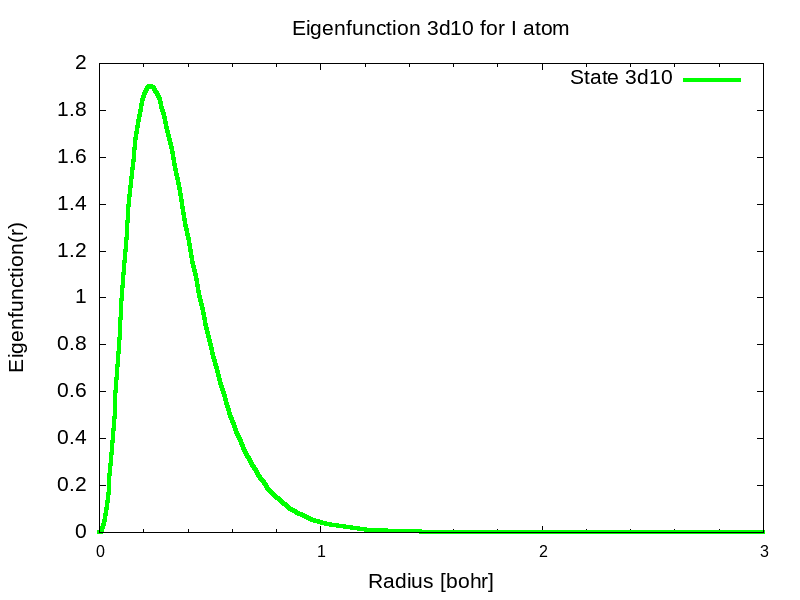 Eigenfunction 3d10 for I atom
State 3d10
Eigenfunction(r)
2
1.8
1.6
1.4
1.2
1
0.8
0.6
0.4
0.2
0
0 1 2 3
Radius [bohr]